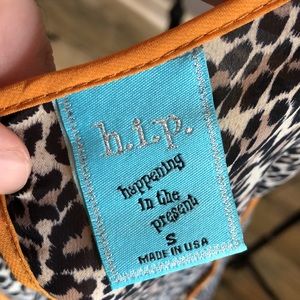 h.i.p.
happening
in the
present
S
MADE IN USA